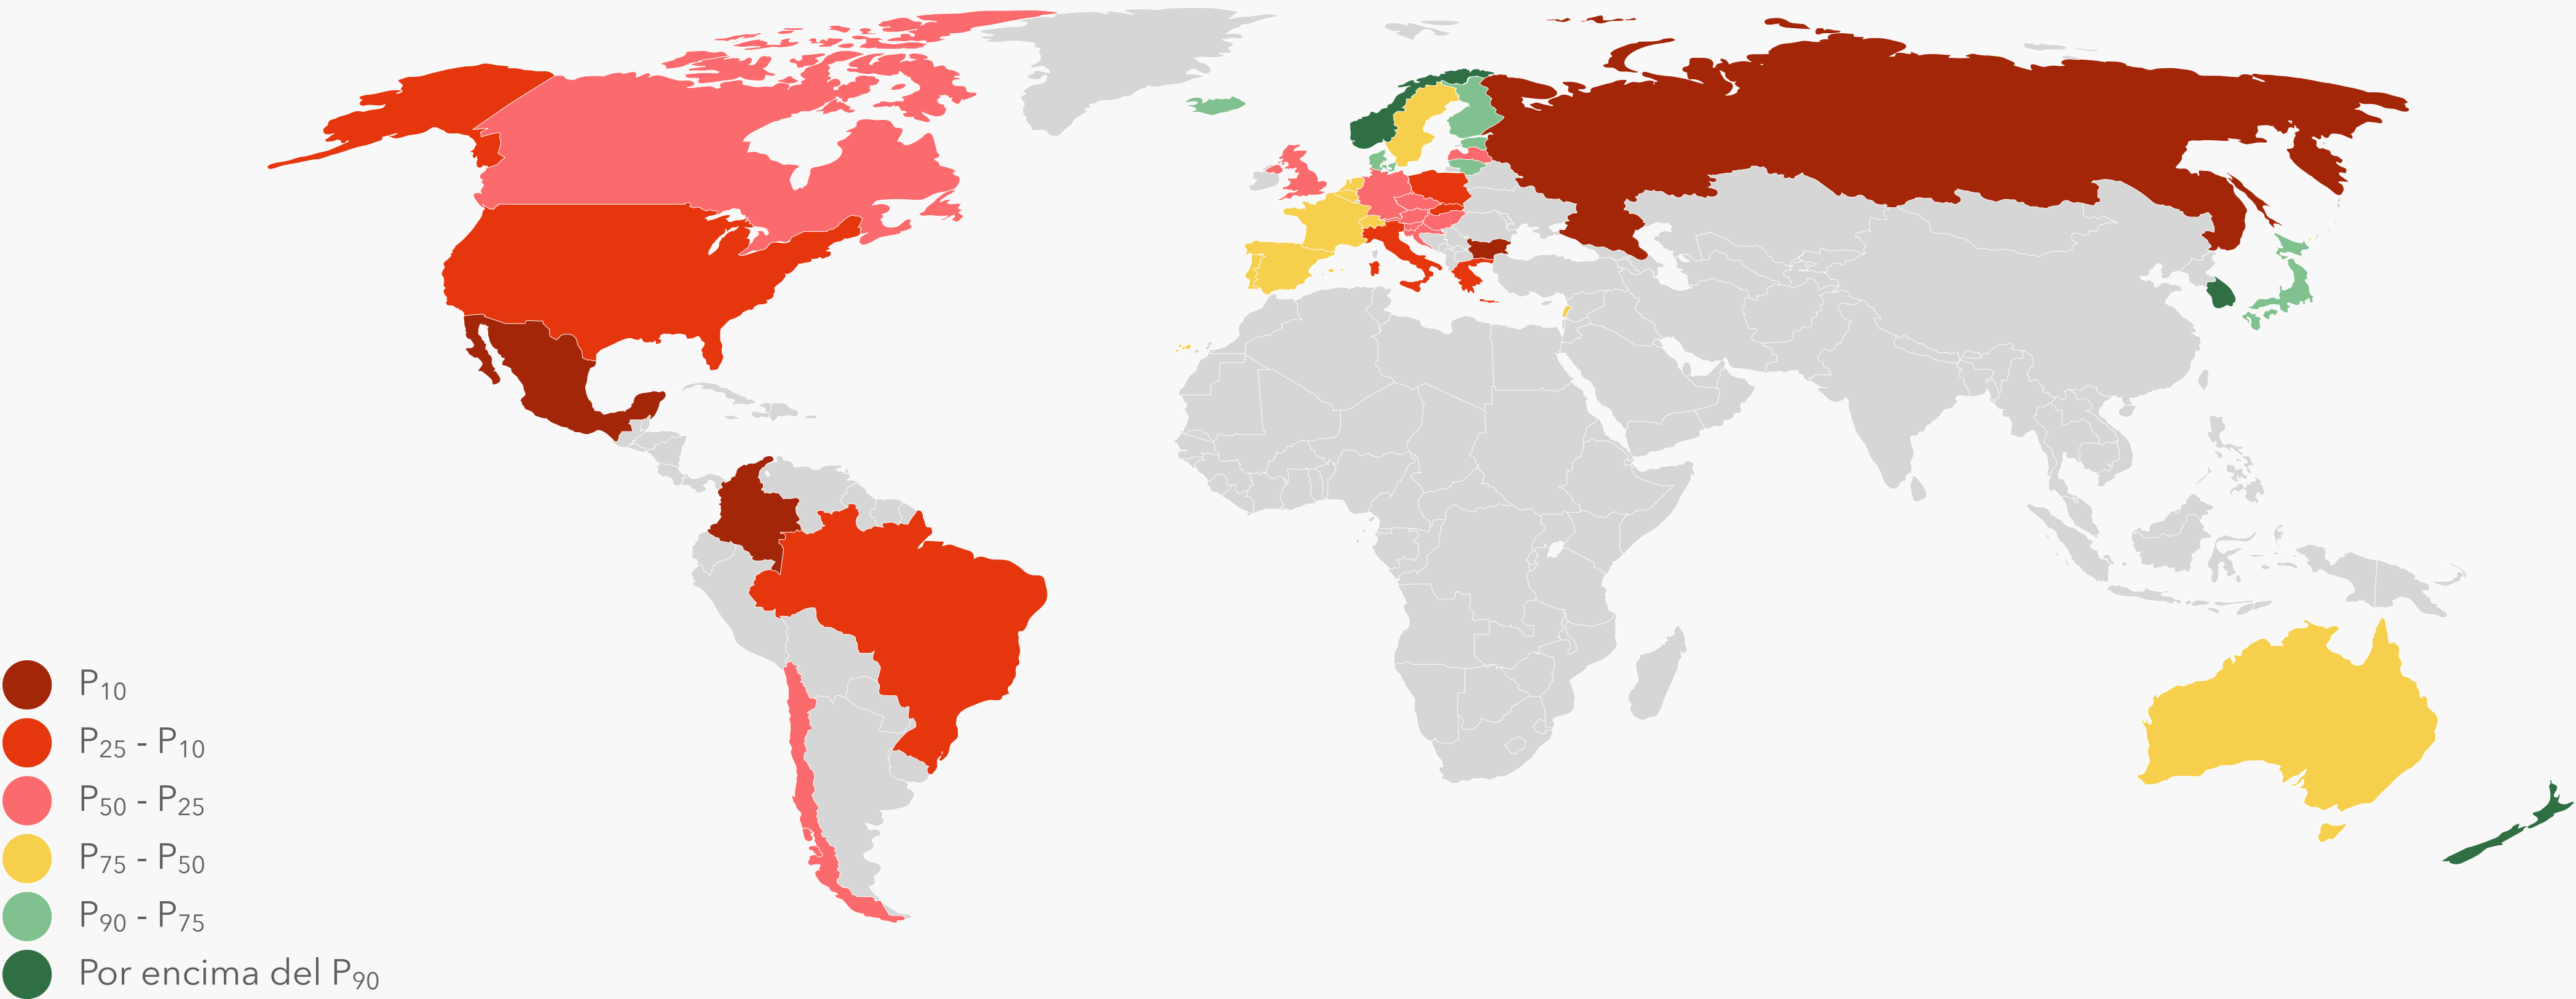 P10
P25 - P10
P50 - P25
P75 - P50
P90 - P75
Por encima del P90